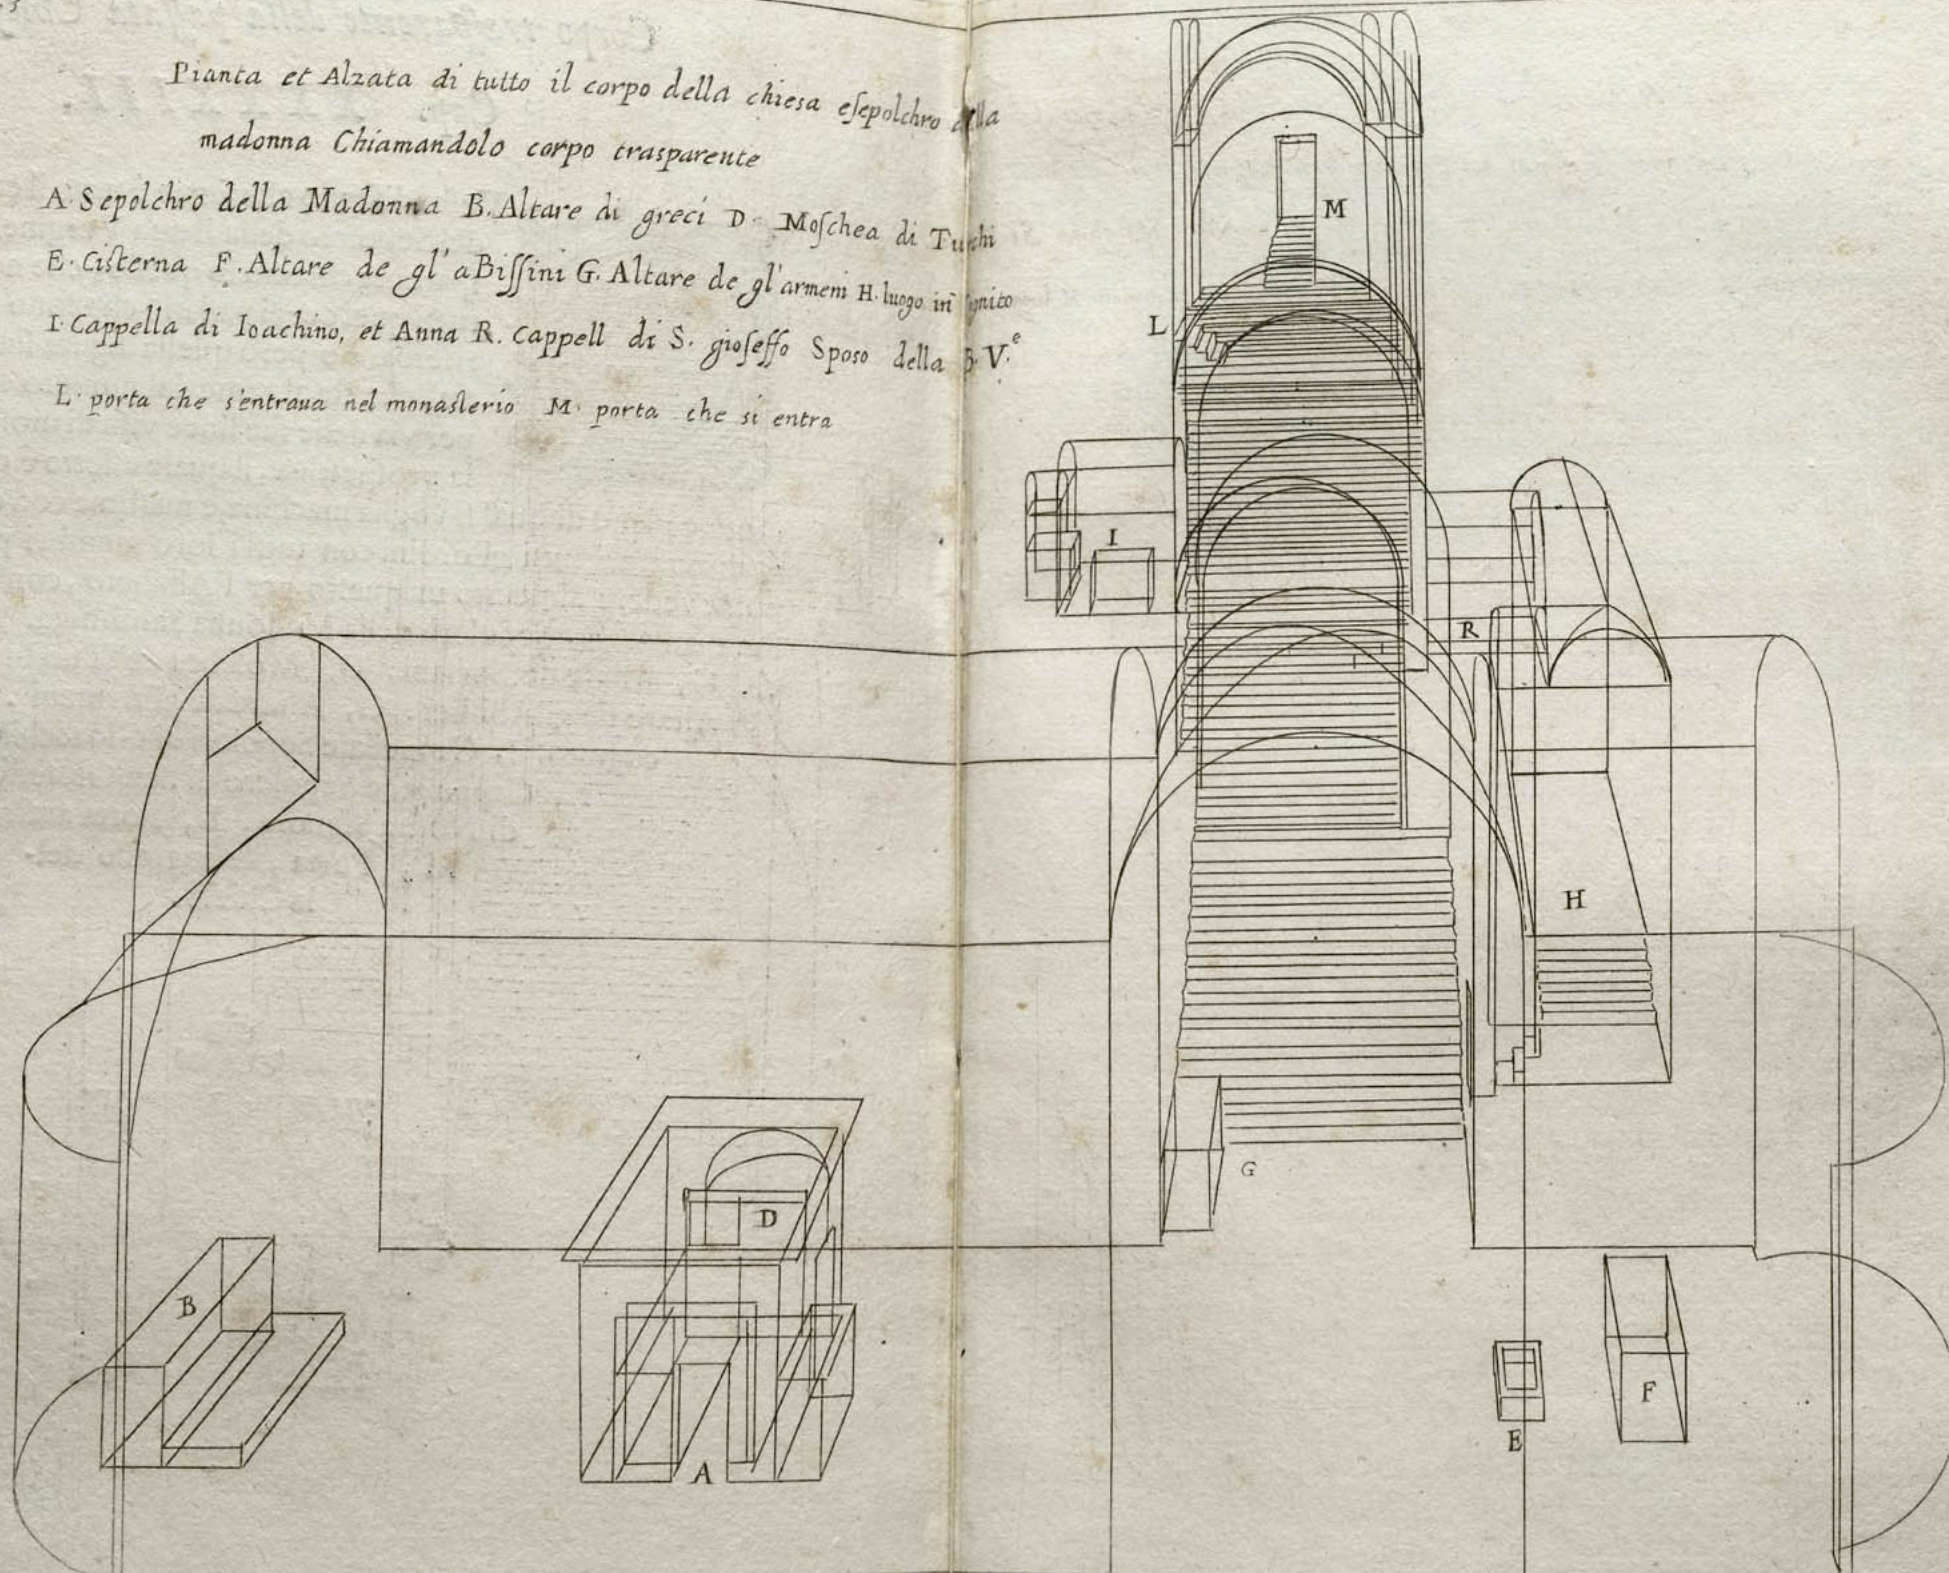 Pianta et Alzata di tutto il corpo della chiesa eſepolchro della
madonna Chiamandolo corpo trasparente
A. Sepolchro della Madonna B. Altare di greci D. Moſchea di Turchi
E. Ciſterna F. Altare de gl' aBiſſini G. Altare de gl'armeni H. luogo in
I. Cappella di Ioachino, et Anna R. Cappell di S. gioſeffo Sposo della B. V.e
L. porta che s'entraua nel monaſterio M. porta che si entra
M
L
I
R
H
G
D
B
F
E
A